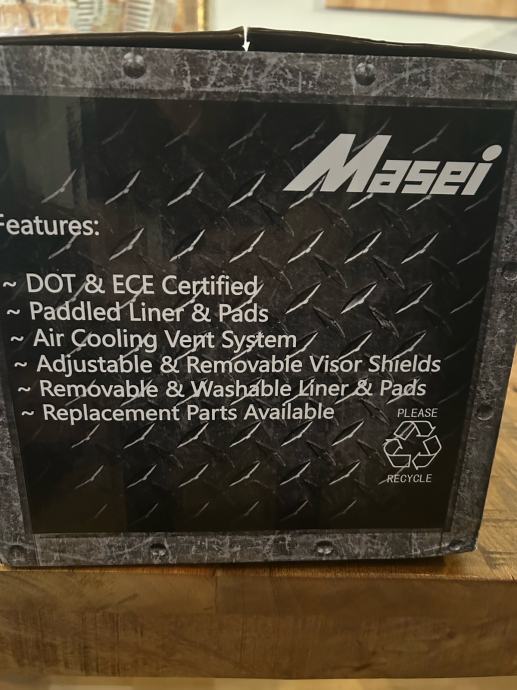 Masei
Features:
~ DOT & ECE Certified
~ Paddled Liner & Pads
~ Air Cooling Vent System
~ Adjustable & Removable Visor Shields
~ Removable & Washable Liner & Pads
~ Replacement Parts Available
PLEASE
RECYCLE